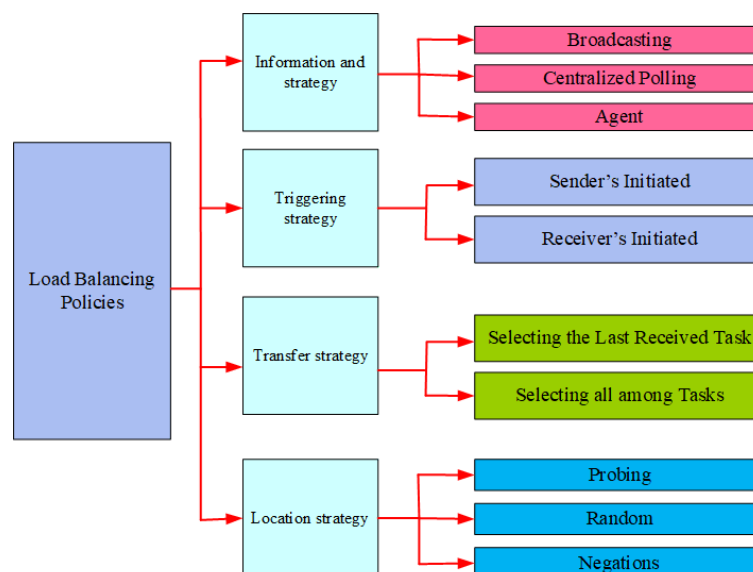 Load Balancing
Policies
Information and
strategy
Broadcasting
Centralized Polling
Agent
Triggering
strategy
Sender's Initiated
Receiver's Initiated
Transfer strategy
Selecting the Last Received Task
Selecting all among Tasks
Location strategy
Probing
Random
Negations